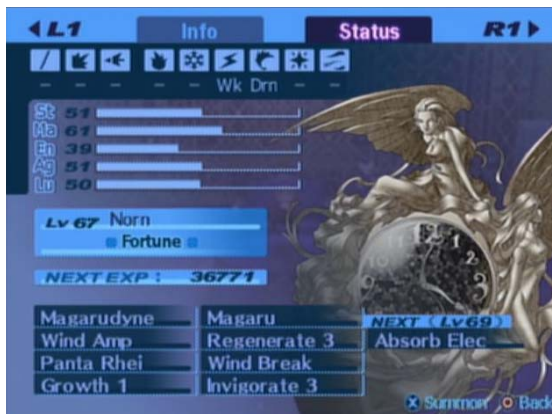 L1 Info Status R1
- - - - - Wk Drn - -
St 51
Ma 61
En 39
Ag 51
Lu 50
Lv 67 Norn
Fortune
NEXT EXP : 36771
Magarudyne Magaru NEXT (Lv69)
Wind Amp Regenerate 3 Absorb Elec
Panta Rhei Wind Break
Growth 1 Invigorate 3
X Summon O Back